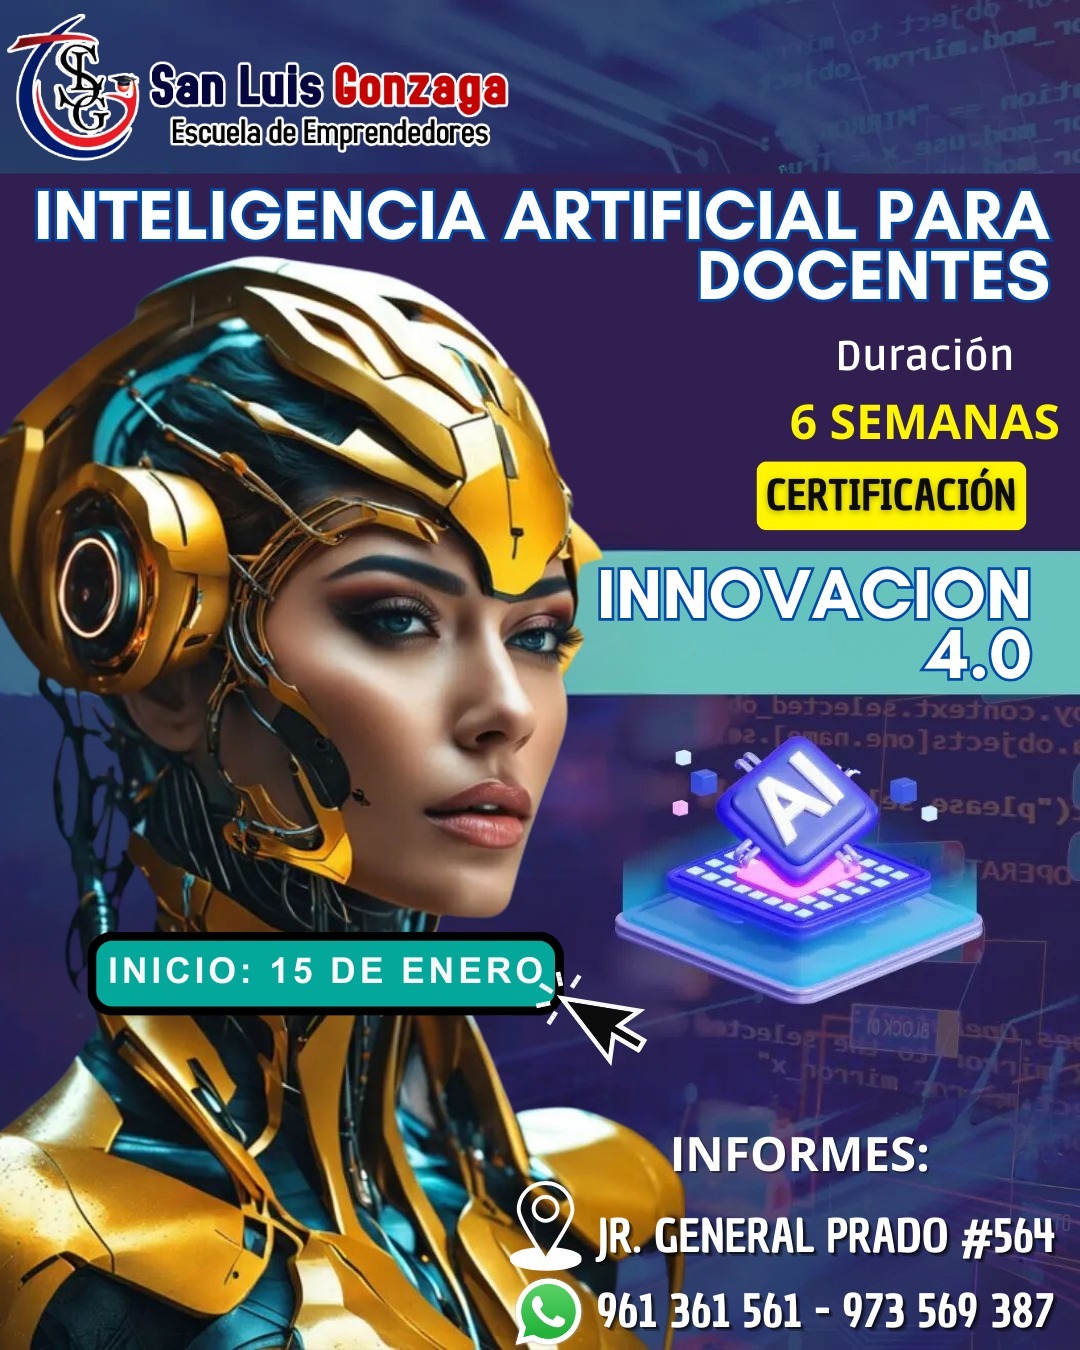 SLG
San Luis Gonzaga
Escuela de Emprendedores
INTELIGENCIA ARTIFICIAL PARA
DOCENTES
Duración
6 SEMANAS
CERTIFICACIÓN
INNOVACION
4.0
AI
INICIO: 15 DE ENERO
INFORMES:
JR. GENERAL PRADO #564
961 361 561 - 973 569 387